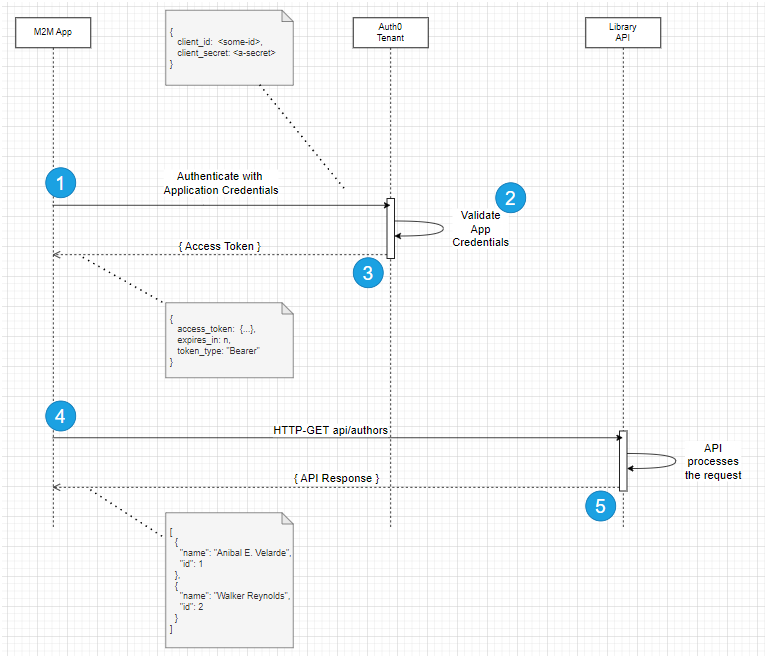 M2M App
{
client_id: <some-id>,
client_secret: <a-secret>
}
Auth0
Tenant
Library
API
1
Authenticate with
Application Credentials
2
Validate
App
Credentials
{ Access Token }
3
{
access_token: {...},
expires_in: n,
token_type: "Bearer"
}
4
HTTP-GET api/authors
API
processes
the request
{ API Response }
5
[
{
"name": "Anibal E. Velarde",
"id": 1
},
{
"name": "Walker Reynolds",
"id": 2
}
]